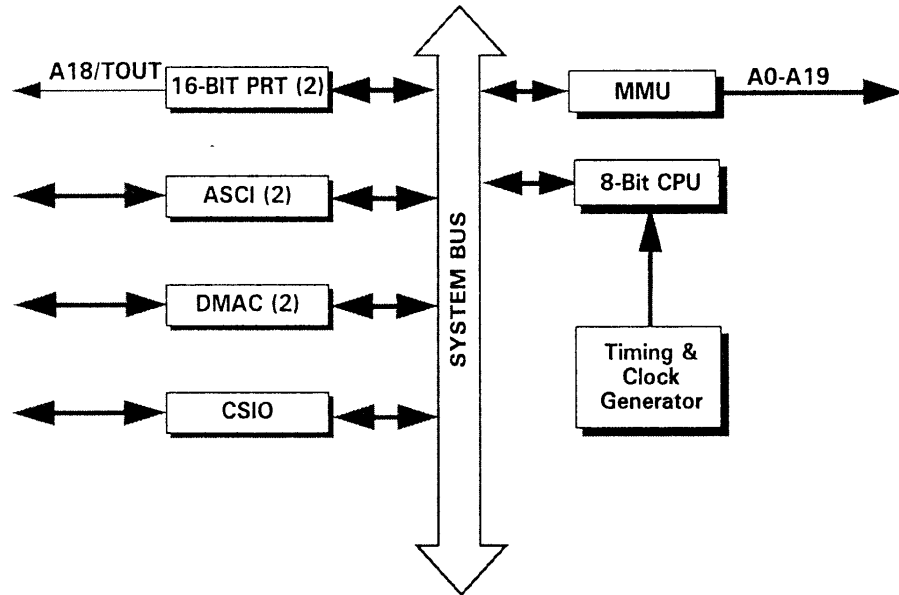 A18/TOUT
16-BIT PRT (2)
MMU
A0-A19
ASCI (2)
8-Bit CPU
SYSTEM BUS
DMAC (2)
Timing &
Clock
Generator
CSIO